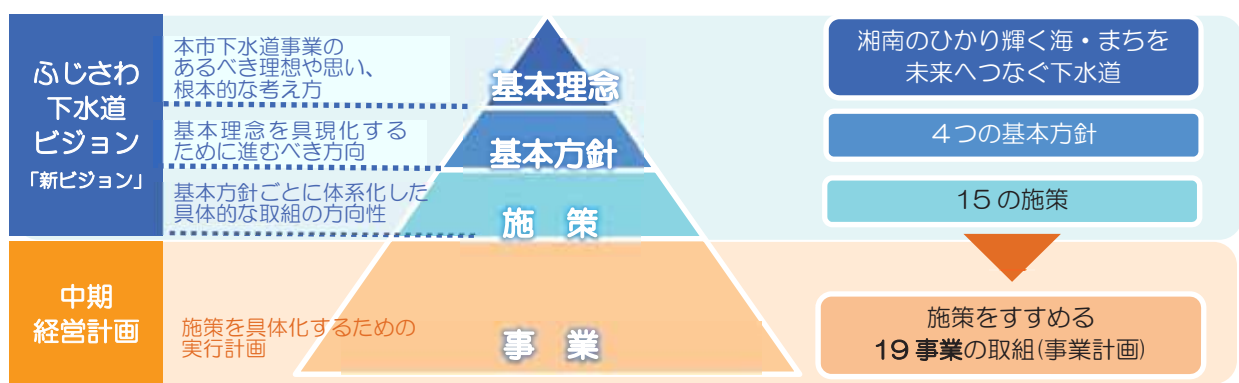 ふじさわ
下水道
ビジョン
「新ビジョン」
本市下水道事業の
あるべき理想や思い、
根本的な考え方
基本理念
湘南のひかり輝く海・まちを
未来へつなぐ下水道
基本理念を具現化する
ために進むべき方向
基本方針
4つの基本方針
基本方針ごとに体系化した
具体的な取組の方向性
施 策
15の施策
中期
経営計画
施策を具体化するための
実行計画
事 業
施策をすすめる
19事業の取組(事業計画)